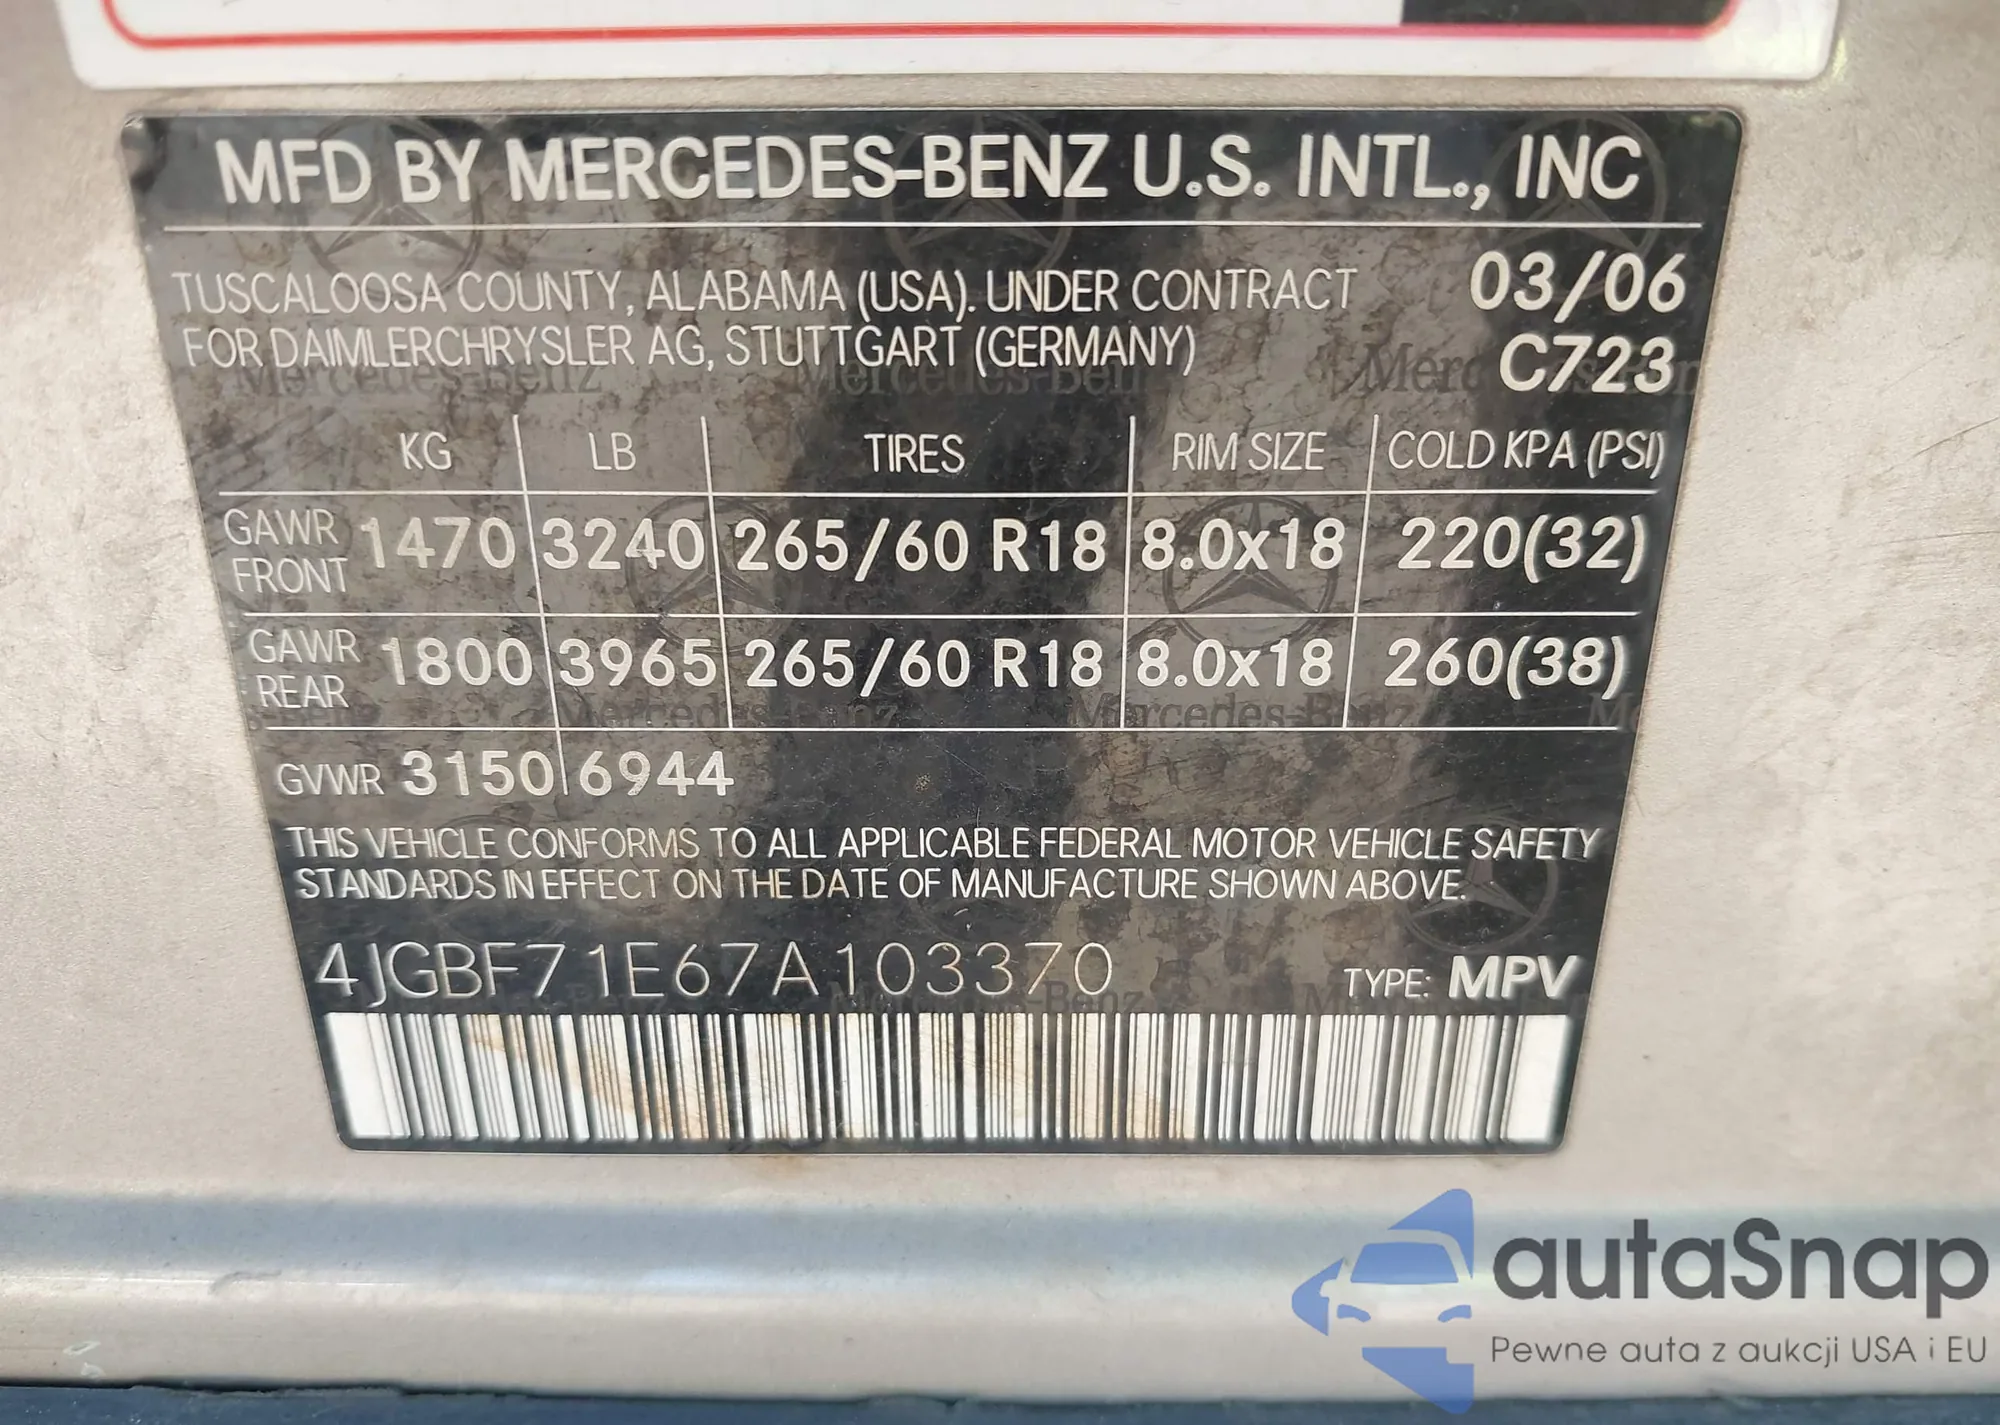 MFD BY MERCEDES-BENZ U.S. INTL., INC
TUSCALOOSA COUNTY, ALABAMA (USA). UNDER CONTRACT 03/06
FOR DAIMLERCHRYSLER AG, STUTTGART (GERMANY) C723
KG LB TIRES RIM SIZE COLD KPA (PSI)
GAWR FRONT 1470 3240 265/60 R18 8.0x18 220(32)
GAWR REAR 1800 3965 265/60 R18 8.0x18 260(38)
GVWR 3150 6944
THIS VEHICLE CONFORMS TO ALL APPLICABLE FEDERAL MOTOR VEHICLE SAFETY
STANDARDS IN EFFECT ON THE DATE OF MANUFACTURE SHOWN ABOVE.
4JGBF71E67A103370 TYPE: MPV
autaSnap
Pewne auta z aukcji USA i EU